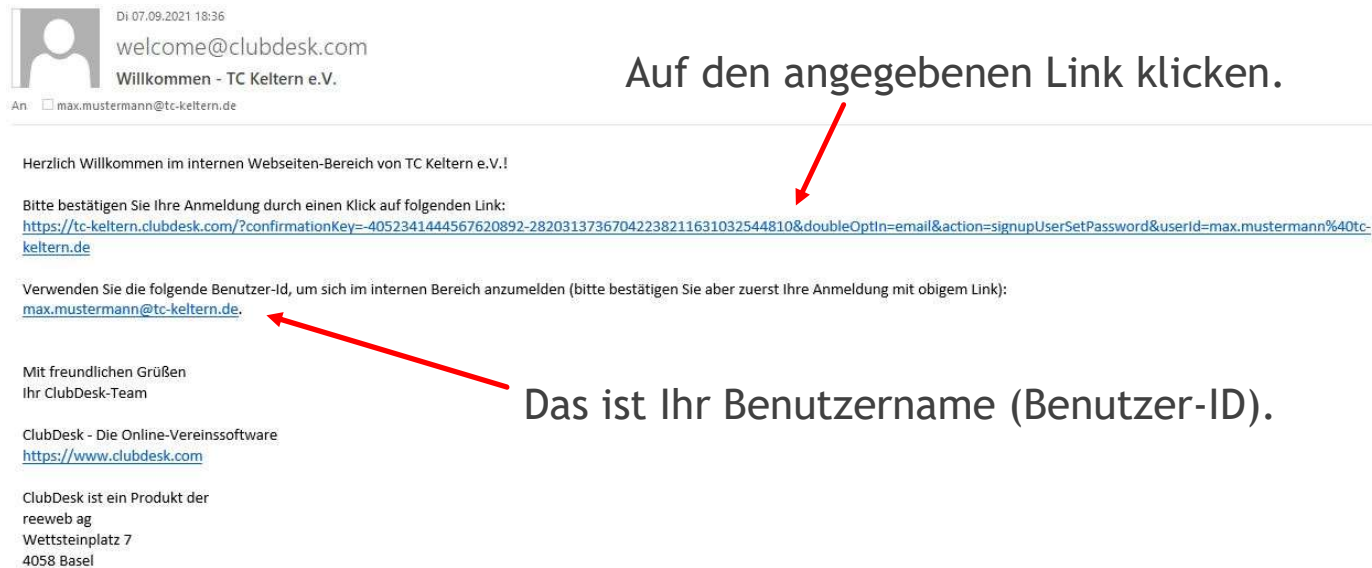 Di 07.09.2021 18:36
welcome@clubdesk.com
Willkommen - TC Keltern e.V.
An max.mustermann@tc-keltern.de
Auf den angegebenen Link klicken.
Herzlich Willkommen im internen Webseiten-Bereich von TC Keltern e.V.!
Bitte bestätigen Sie Ihre Anmeldung durch einen Klick auf folgenden Link:
https://tc-keltern.clubdesk.com/?confirmationKey=-4052341444567620892-2820313736704223821163103254​4810&doubleOptIn=email&action=signupUserSetPassword&userId=max.mustermann%40tc-
keltern.de
Verwenden Sie die folgende Benutzer-Id, um sich im internen Bereich anzumelden (bitte bestätigen Sie aber zuerst Ihre Anmeldung mit obigem Link):
max.mustermann@tc-keltern.de.
Mit freundlichen Grüßen
Ihr ClubDesk-Team
Das ist Ihr Benutzername (Benutzer-ID).
ClubDesk - Die Online-Vereinssoftware
https://www.clubdesk.com
ClubDesk ist ein Produkt der
reeweb ag
Wettsteinplatz 7
4058 Basel